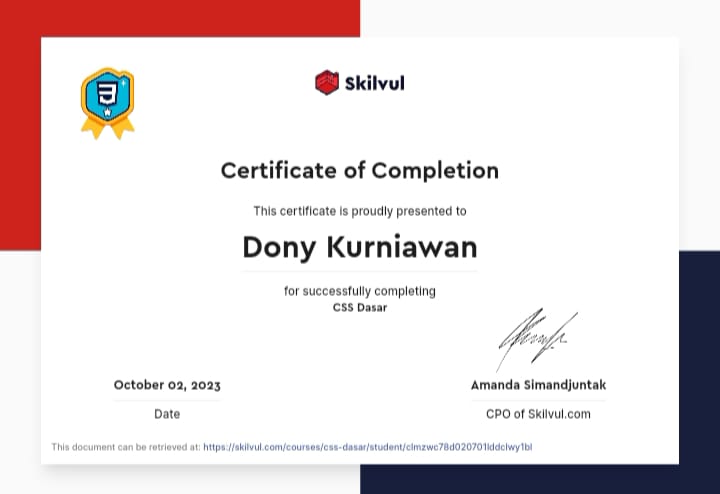 Skilvul
Certificate of Completion
This certificate is proudly presented to
Dony Kurniawan
for successfully completing
CSS Dasar
October 02, 2023
Amanda Simandjuntak
Date
CPO of Skilvul.com
This document can be retrieved at: https://skilvul.com/courses/css-dasar/student/clmzwc78d020701lddclwy1bl